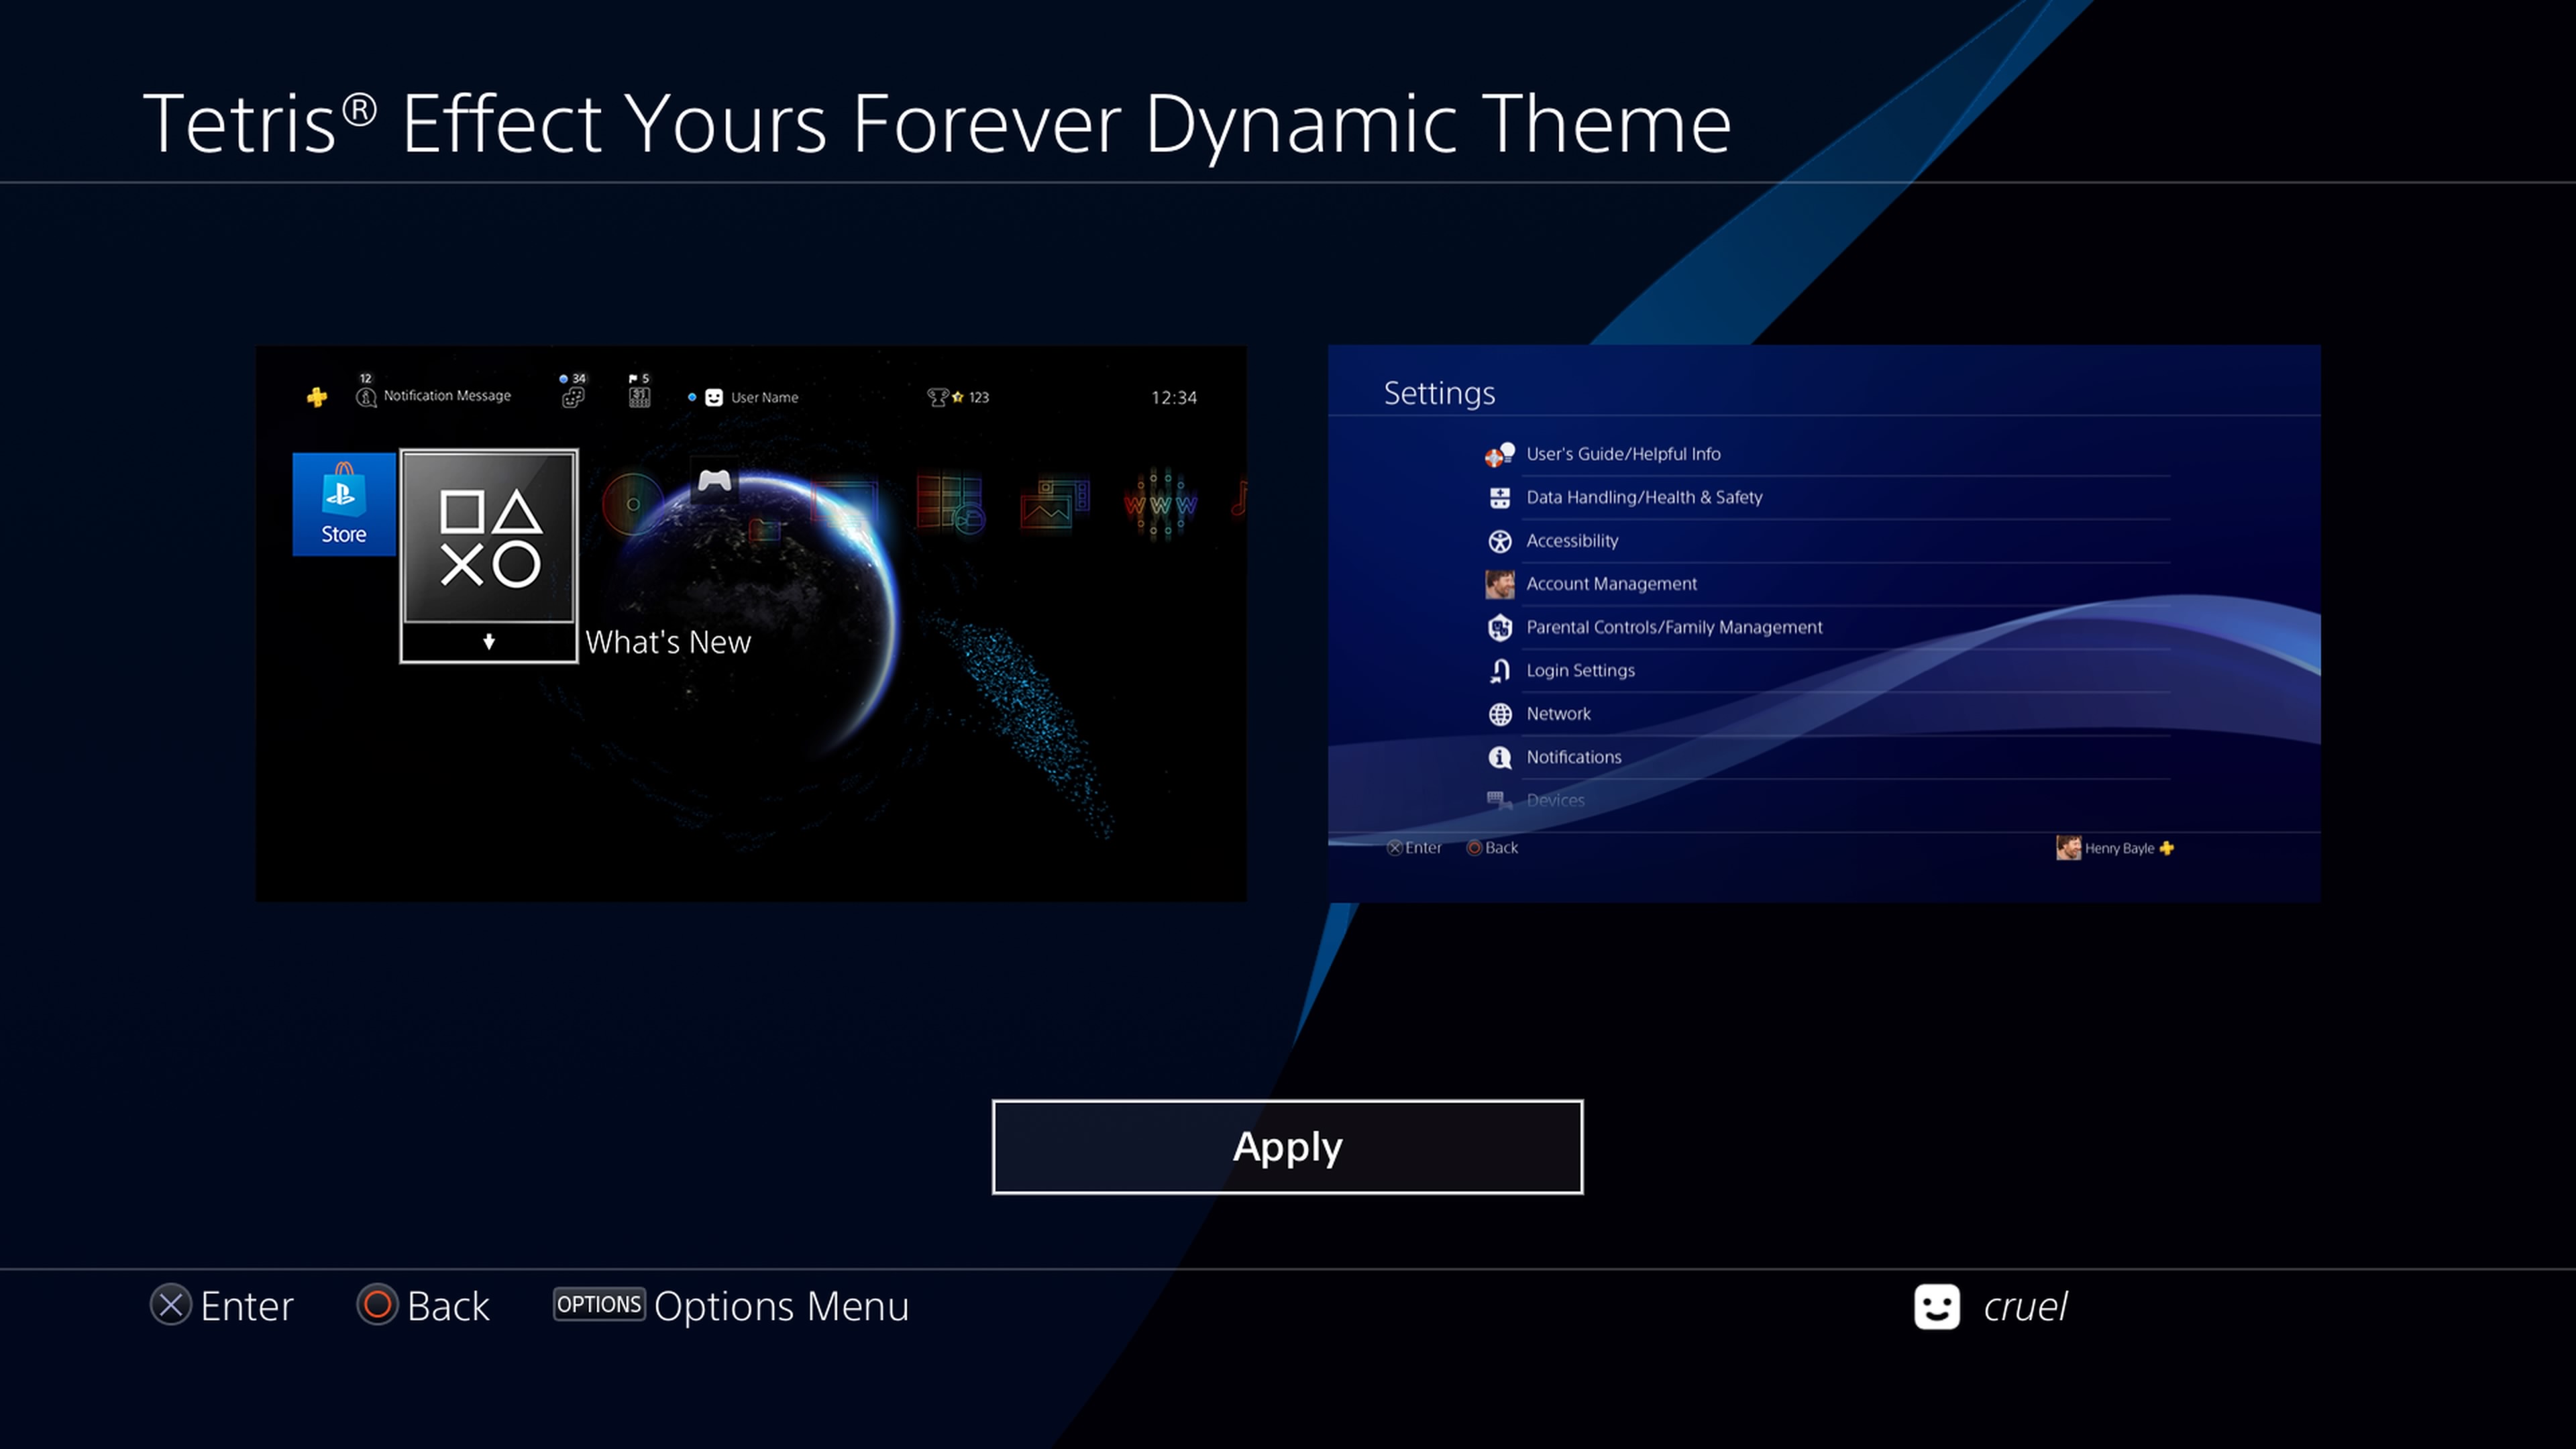 Tetris® Effect Yours Forever Dynamic Theme
12
Notification Message
34
5
31
User Name
123
12:34
Store
WWW
What's New
Settings
User's Guide/Helpful Info
Data Handling/Health & Safety
Accessibility
Account Management
Parental Controls/Family Management
Login Settings
Network
Notifications
Devices
Enter
Back
Henry Bayle
Apply
Enter
Back
OPTIONS Options Menu
cruel